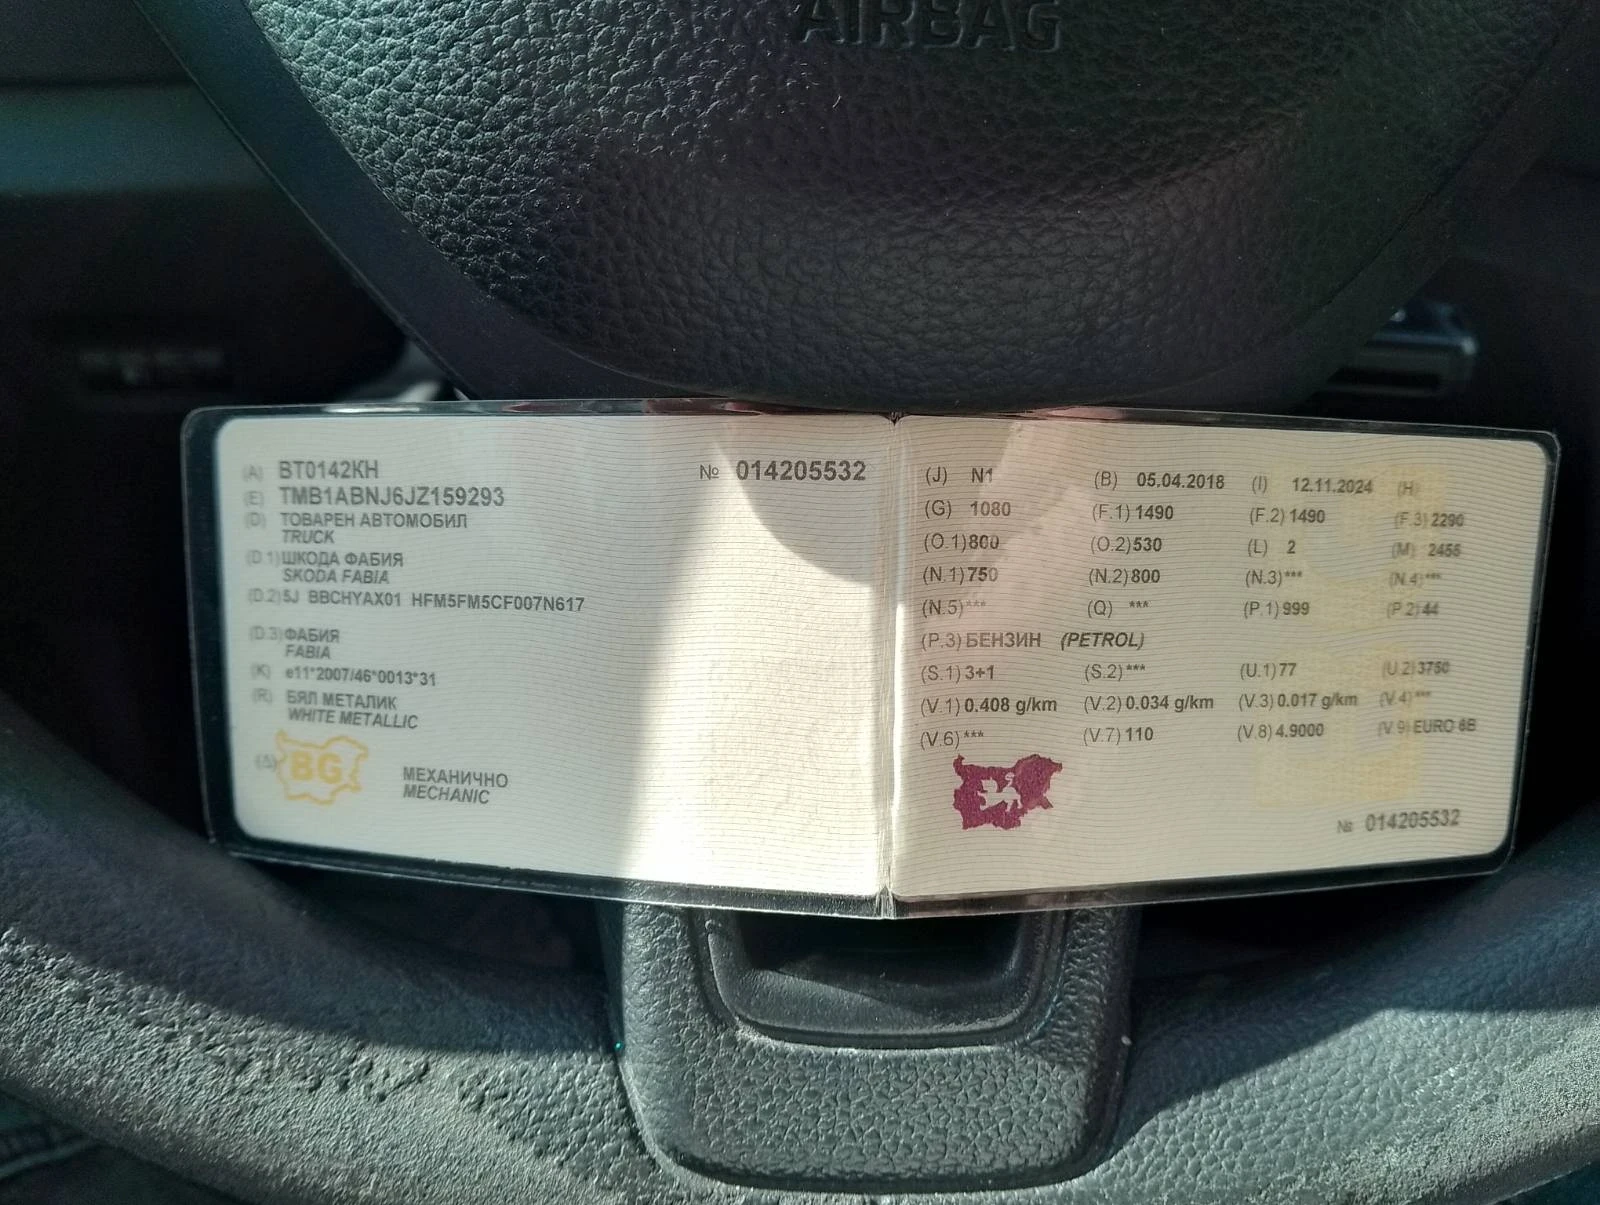 AIRBAG
(A) BT0142KH
№ 014205532
(E) TMB1ABNJ6JZ159293
(D) ТОВАРЕН АВТОМОБИЛ
TRUCK
(D.1) ШКОДА ФАБИЯ
SKODA FABIA
(D.2) 5J BBCHYAX01 HFM5FM5CF007N617
(D.3) ФАБИЯ
FABIA
(K) e11*2007/46*0013*31
(R) БЯЛ МЕТАЛИК
WHITE METALLIC
(Δ) BG МЕХАНИЧНО
MECHANIC
(J) N1 (B) 05.04.2018 (I) 12.11.2024 (H)
(G) 1080 (F.1) 1490 (F.2) 1490 (F.3) 2290
(O.1) 800 (O.2) 530 (L) 2 (M) 2455
(N.1) 750 (N.2) 800 (N.3) *** (N.4) ***
(N.5) *** (Q) *** (P.1) 999 (P.2) 44
(P.3) БЕНЗИН (PETROL)
(S.1) 3+1 (S.2) *** (U.1) 77 (U.2) 3750
(V.1) 0.408 g/km (V.2) 0.034 g/km (V.3) 0.017 g/km (V.4) ***
(V.6) *** (V.7) 110 (V.8) 4.9000 (V.9) EURO 6B
№ 014205532